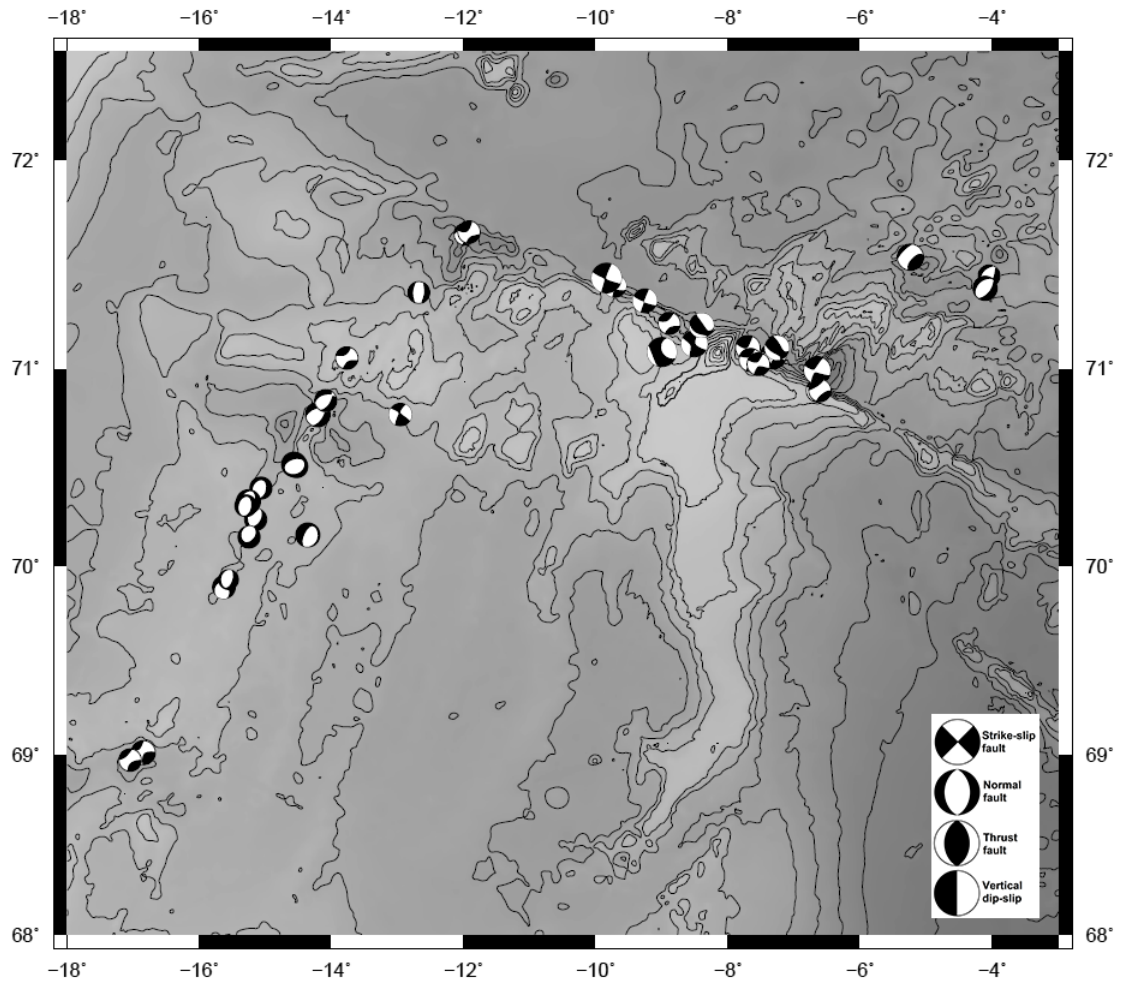 −18˚ −16˚ −14˚ −12˚ −10˚ −8˚ −6˚ −4˚
72˚ 72˚
71˚ 71˚
70˚ 70˚
69˚ 69˚
Strike-slip
fault
Normal
fault
Thrust
fault
Vertical
dip-slip
68˚ 68˚
−18˚ −16˚ −14˚ −12˚ −10˚ −8˚ −6˚ −4˚